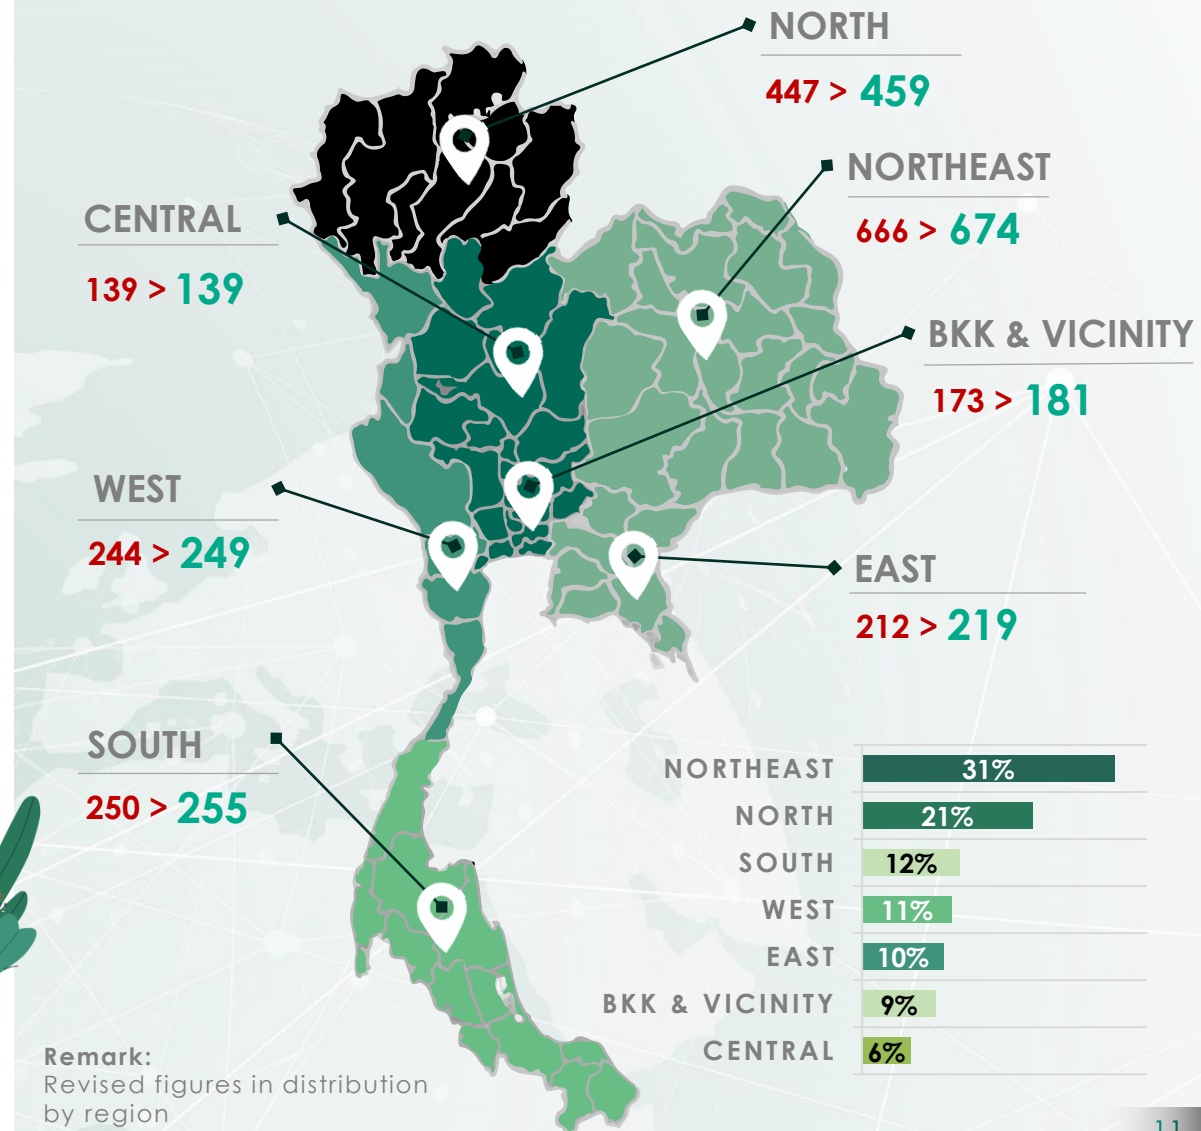 NORTH
447 > 459
NORTHEAST
666 > 674
CENTRAL
139 > 139
BKK & VICINITY
173 > 181
WEST
244 > 249
EAST
212 > 219
SOUTH
250 > 255
NORTHEAST 31%
NORTH 21%
SOUTH 12%
WEST 11%
EAST 10%
BKK & VICINITY 9%
CENTRAL 6%
Remark:
Revised figures in distribution
by region
11